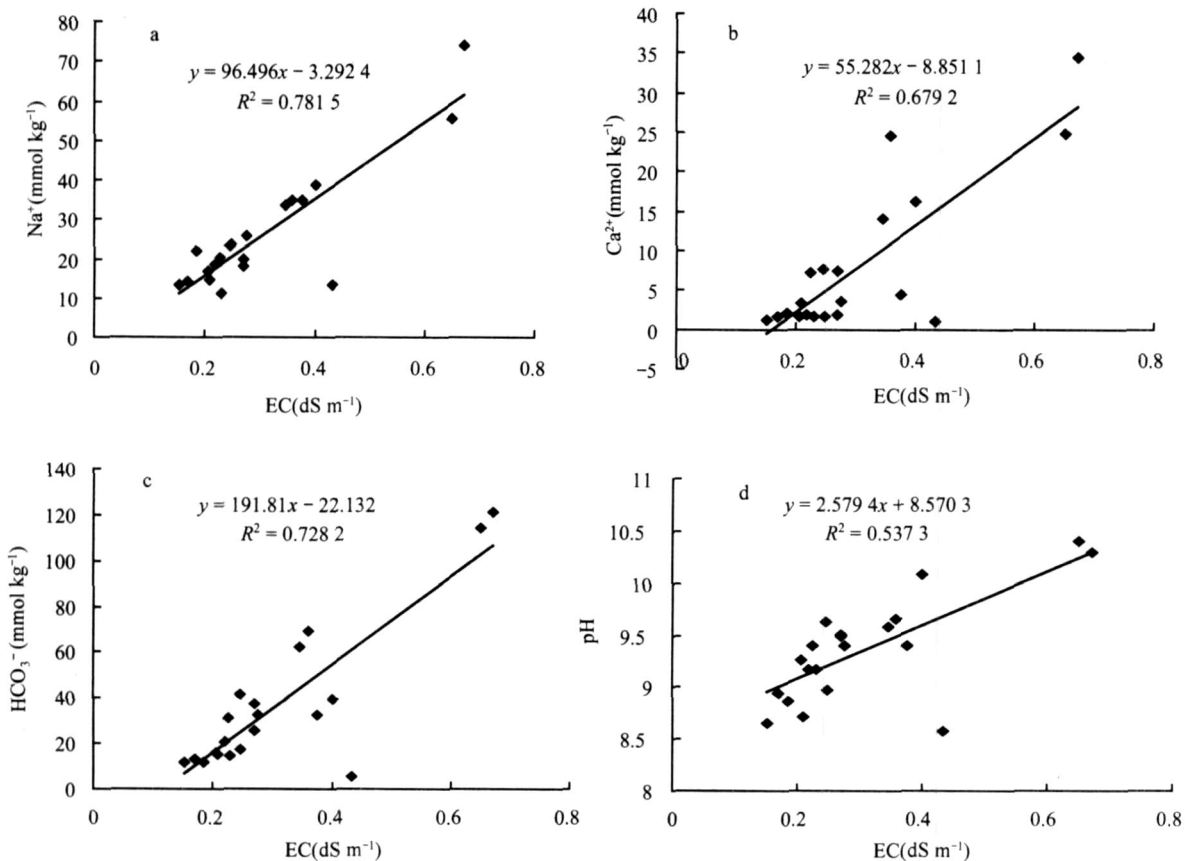 a
y = 96.496x − 3.292 4
R² = 0.781 5
Na⁺(mmol kg⁻¹)
80
70
60
50
40
30
20
10
0
0 0.2 0.4 0.6 0.8
EC(dS m⁻¹)
b
y = 55.282x − 8.851 1
R² = 0.679 2
Ca²⁺(mmol kg⁻¹)
40
35
30
25
20
15
10
5
0
−5
0 0.2 0.4 0.6 0.8
EC(dS m⁻¹)
c
y = 191.81x − 22.132
R² = 0.728 2
HCO₃⁻(mmol kg⁻¹)
140
120
100
80
60
40
20
0
0 0.2 0.4 0.6 0.8
EC(dS m⁻¹)
d
y = 2.579 4x + 8.570 3
R² = 0.537 3
pH
11
10.5
10
9.5
9
8.5
8
0 0.2 0.4 0.6 0.8
EC(dS m⁻¹)